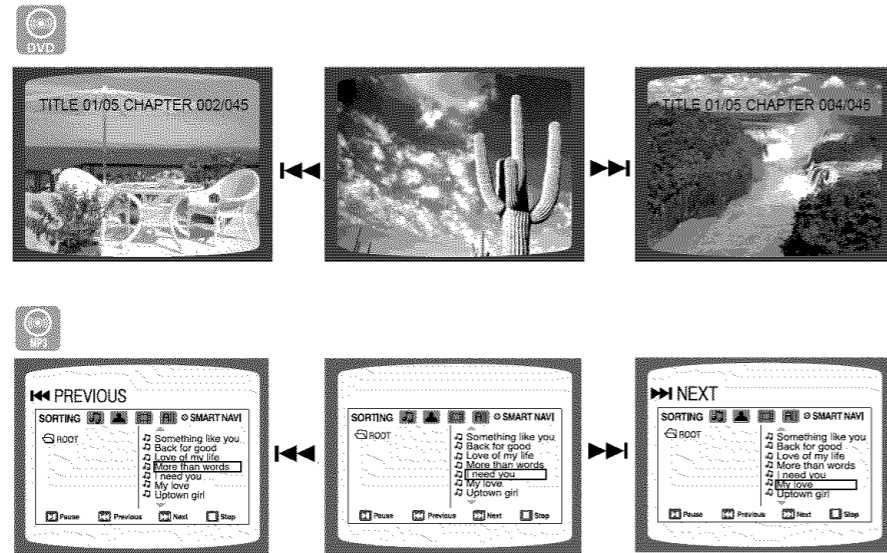 DVD
TITLE 01/05 CHAPTER 002/045
TITLE 01/05 CHAPTER 004/045
MP3
PREVIOUS
SORTING All SMART NAVI
ROOT
Something like you..
Back for good
Love of my life
More than words
I need you
My love
Uptown girl
Pause Previous Next Stop
SORTING All SMART NAVI
ROOT
Something like you..
Back for good
Love of my life
More than words
I need you
My love
Uptown girl
Pause Previous Next Stop
NEXT
SORTING All SMART NAVI
ROOT
Something like you..
Back for good
Love of my life
More than words
I need you
My love
Uptown girl
Pause Previous Next Stop